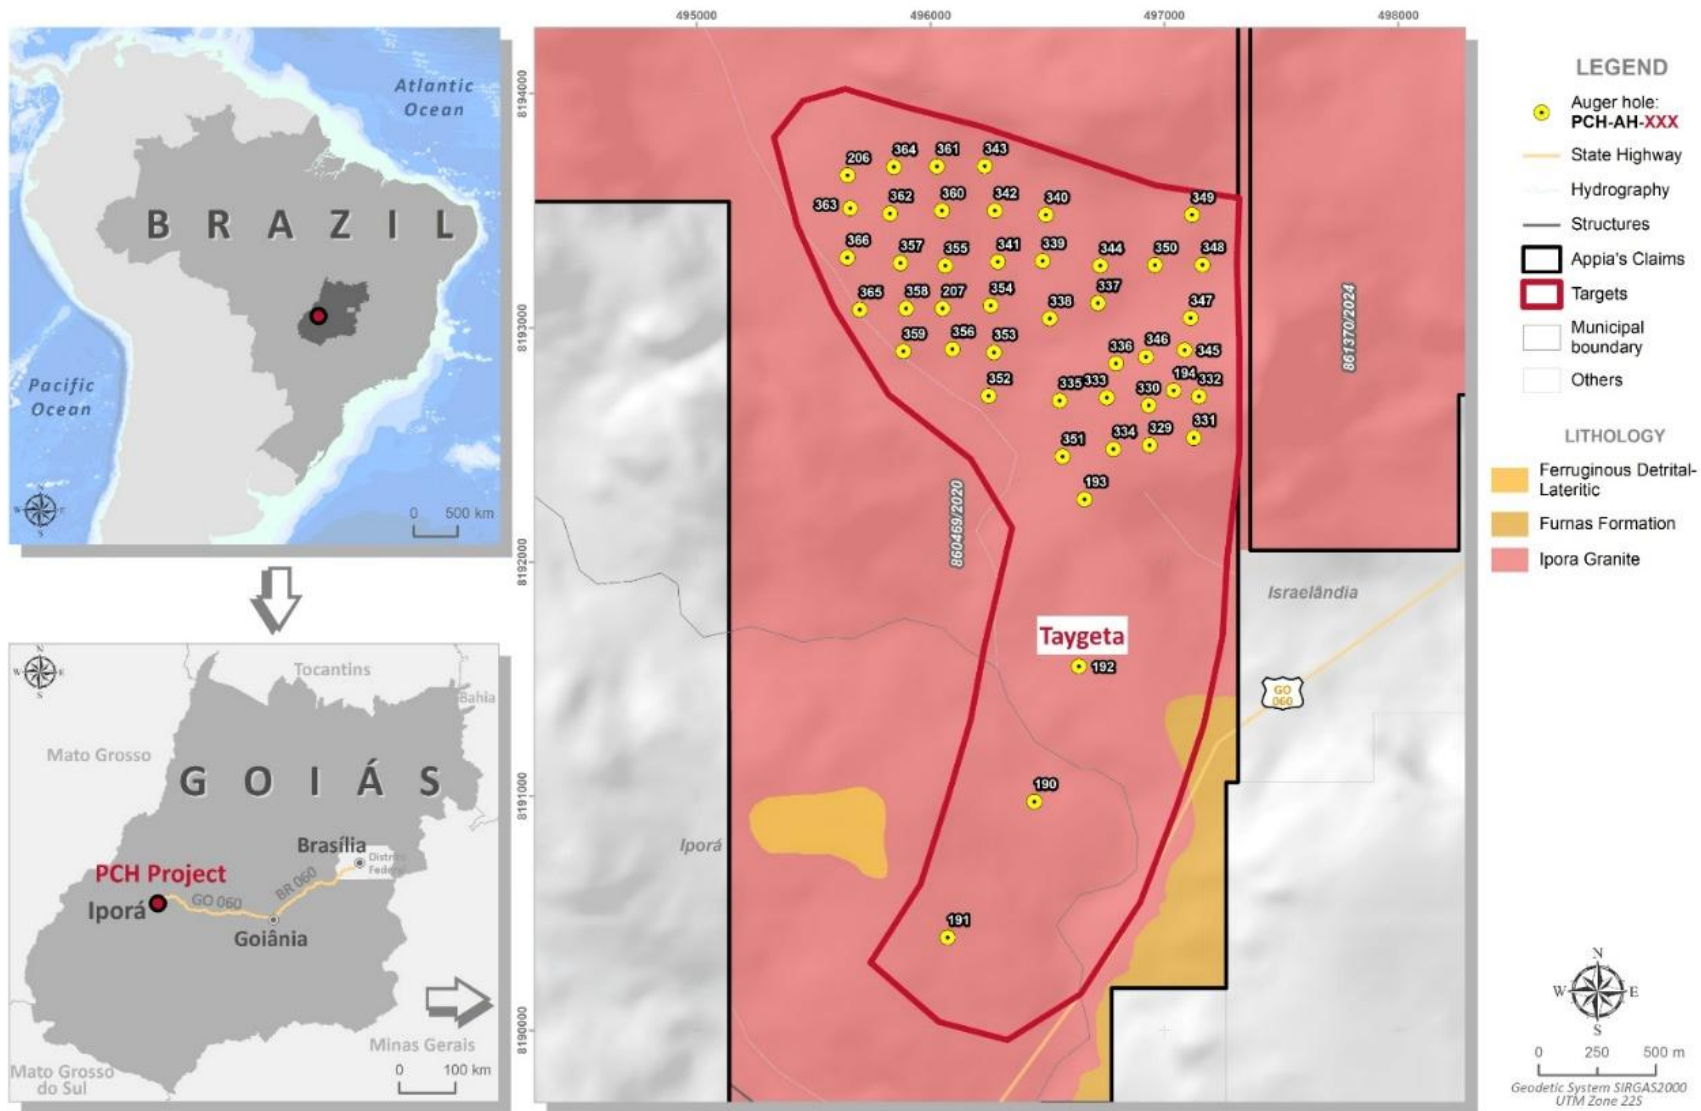 Atlantic
Ocean
B R A Z I L
Pacific
Ocean
N
W E
S
0 500 km
N
W E
S
Tocantins
Bahia
Mato Grosso
G O I Á S
Brasília
Distrito
Federal
PCH Project
BR 060
GO 060
Iporá
Goiânia
Minas Gerais
Mato Grosso
do Sul
0 100 km
495000 496000 497000 498000
8194000
8193000
8192000
8191000
8190000
364 361 343
206
363 362 360 342 340 349
366 357 355 341 339 344 350 348
365 358 207 354 338 337 347
359 356 353 336 346 345
352 335 333 330 194 332
351 334 329 331
193
860469/2020
861370/2024
Israelândia
Taygeta
192
GO
060
190
Iporá
191
LEGEND
Auger hole:
PCH-AH-XXX
State Highway
Hydrography
Structures
Appia's Claims
Targets
Municipal
boundary
Others
LITHOLOGY
Ferruginous Detrital-
Lateritic
Furnas Formation
Ipora Granite
N
W E
S
0 250 500 m
Geodetic System SIRGAS2000
UTM Zone 22S